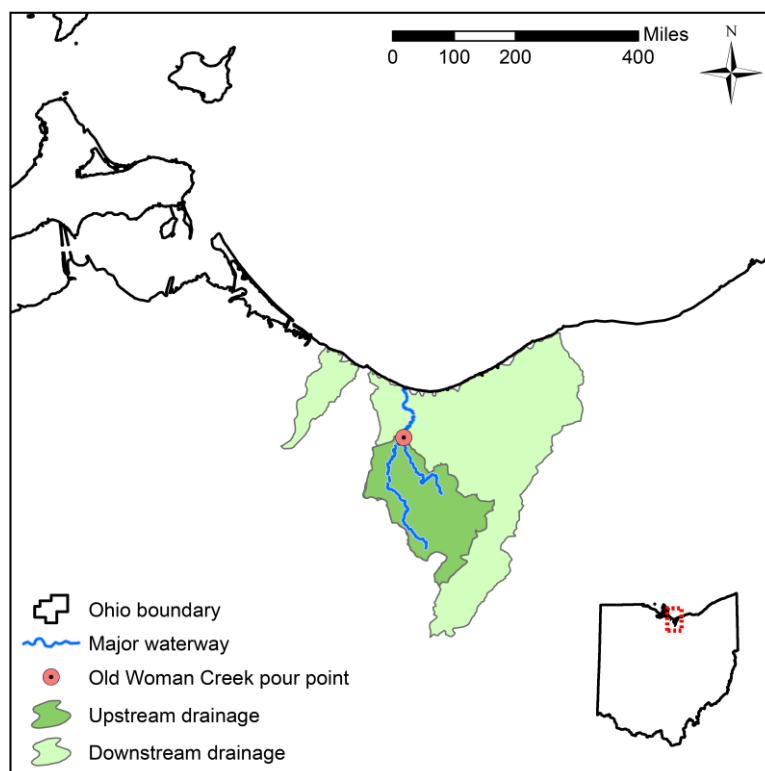 Miles
0 100 200 400
N
Ohio boundary
Major waterway
Old Woman Creek pour point
Upstream drainage
Downstream drainage